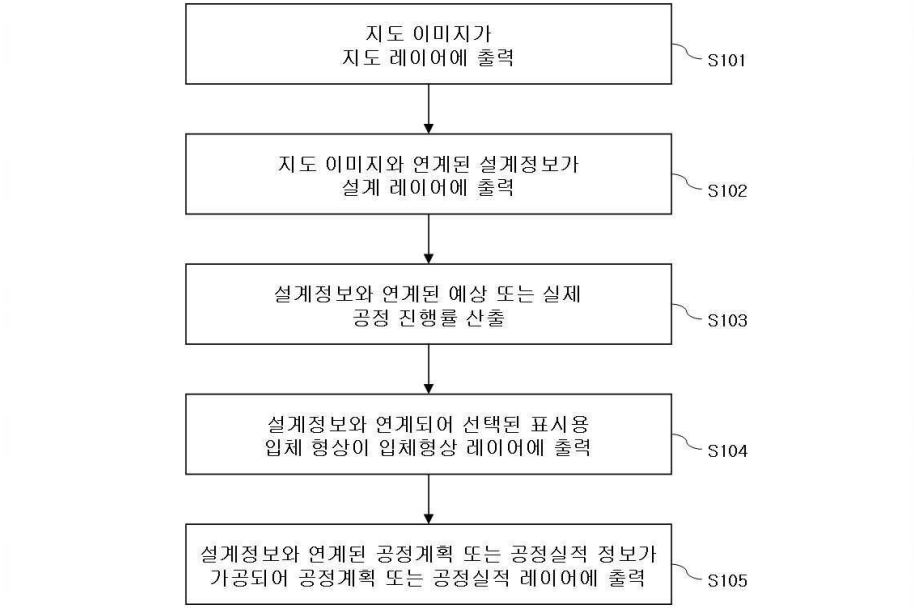 지도 이미지가
지도 레이어에 출력
S101
지도 이미지와 연계된 설계정보가
설계 레이어에 출력
S102
설계정보와 연계된 예상 또는 실제
공정 진행률 산출
S103
설계정보와 연계되어 선택된 표시용
입체 형상이 입체형상 레이어에 출력
S104
설계정보와 연계된 공정계획 또는 공정실적 정보가
가공되어 공정계획 또는 공정실적 레이어에 출력
S105